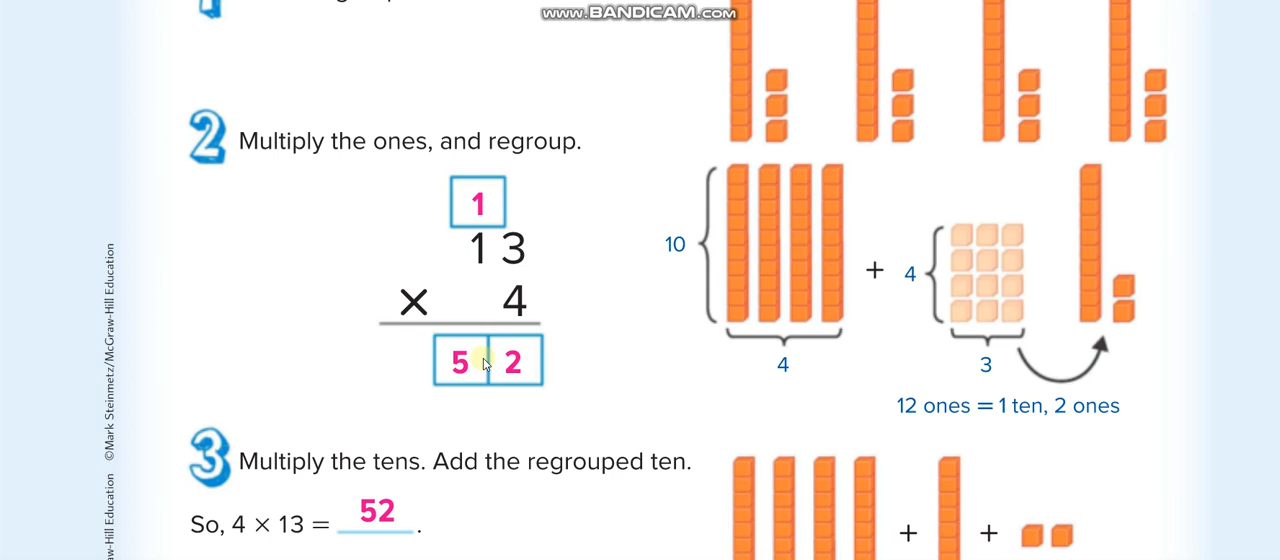 www.BANDICAM.com
2 Multiply the ones, and regroup.
1
13
× 4
52
10
4
+
4
3
12 ones = 1 ten, 2 ones
3 Multiply the tens. Add the regrouped ten.
So, 4 × 13 = 52.
+ +
©Mark Steinmetz/McGraw-Hill Education
aw-Hill Education